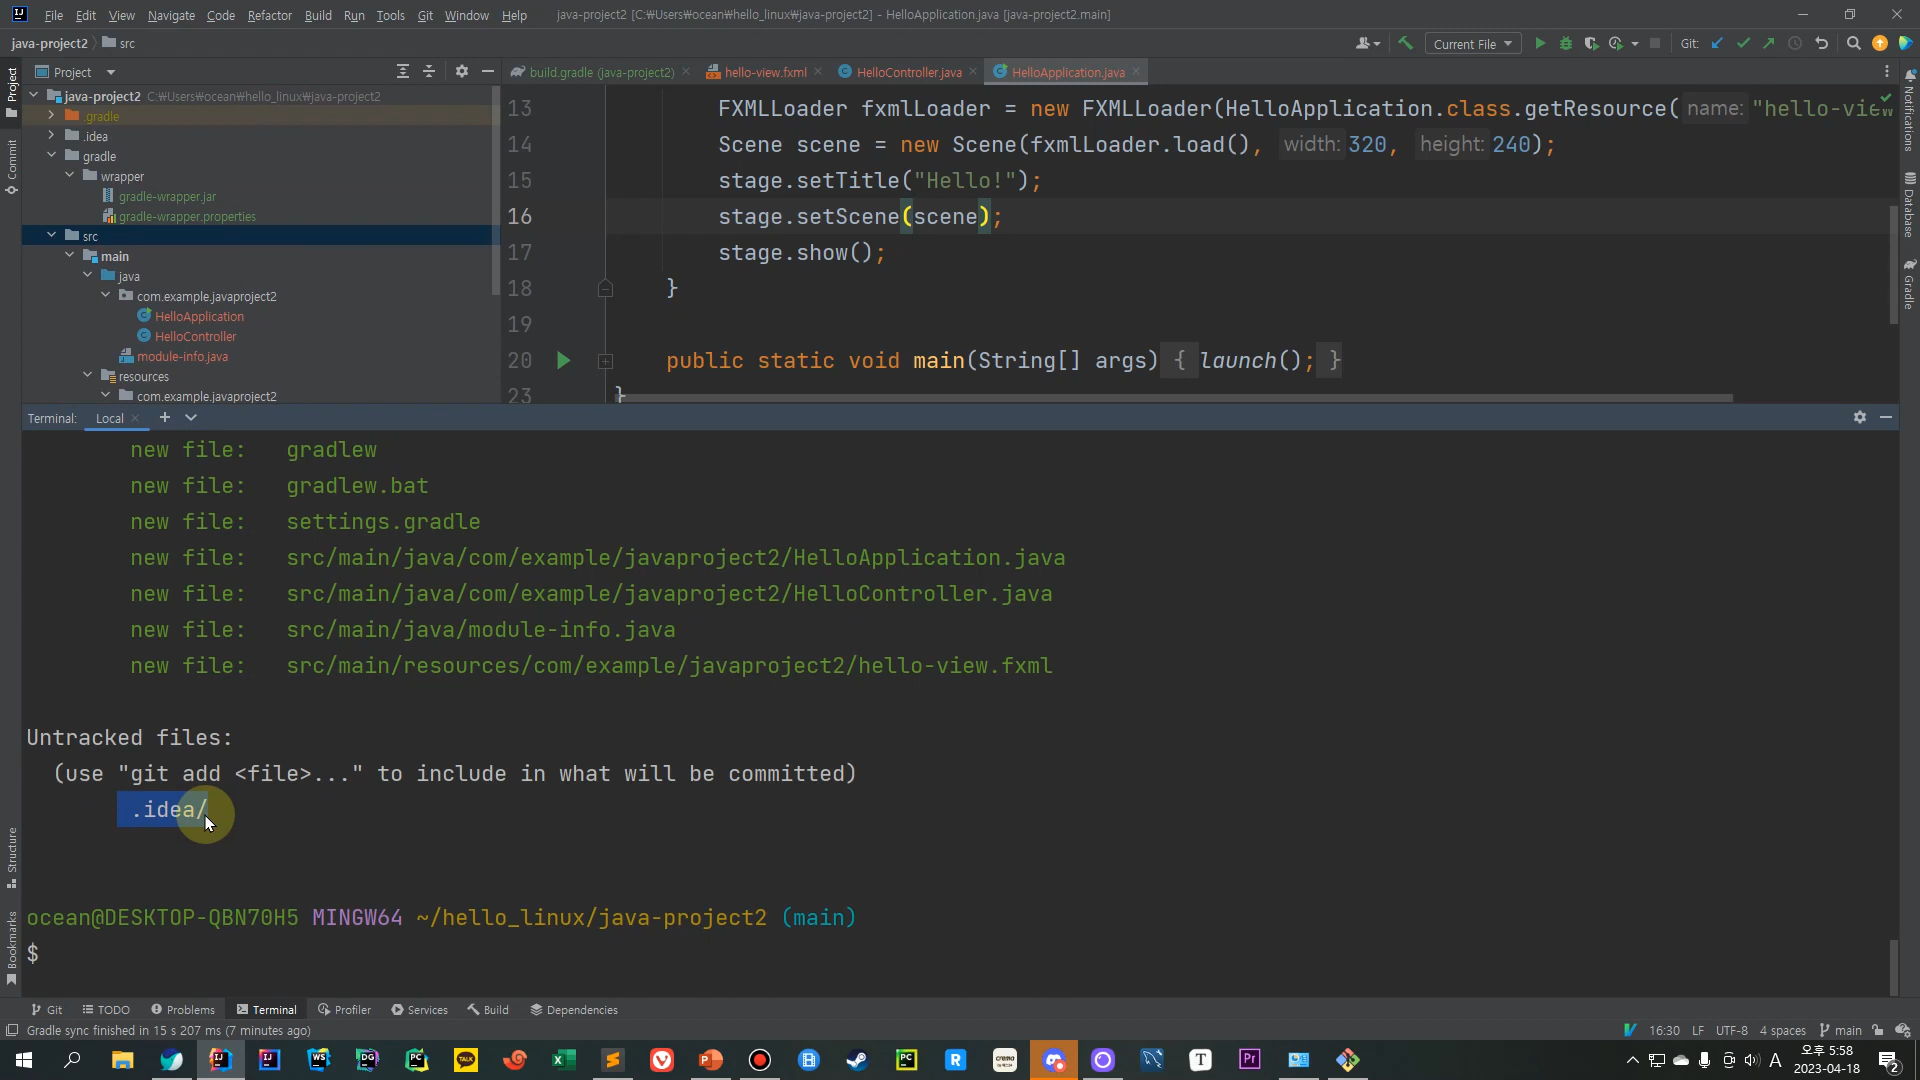 File Edit View Navigate Code Refactor Build Run Tools Git Window Help java-project2 [C:₩Users₩ocean₩hello_linux₩java-project2] - HelloApplication.java [java-project2.main]
java-project2 src Current File Git:
Project
build.gradle (java-project2) hello-view.fxml HelloController.java HelloApplication.java
java-project2 C:₩Users₩ocean₩hello_linux₩java-project2
.gradle
.idea
gradle
wrapper
gradle-wrapper.jar
gradle-wrapper.properties
src
main
java
com.example.javaproject2
HelloApplication
HelloController
module-info.java
resources
com.example.javaproject2
13 FXMLLoader fxmlLoader = new FXMLLoader(HelloApplication.class.getResource( name: "hello-view
14 Scene scene = new Scene(fxmlLoader.load(), width: 320, height: 240);
15 stage.setTitle("Hello!");
16 stage.setScene(scene);
17 stage.show();
18 }
19
20 public static void main(String[] args) { launch(); }
23 }
Project
Commit
Structure
Bookmarks
Notifications
Database
Gradle
Terminal: Local
new file: gradlew
new file: gradlew.bat
new file: settings.gradle
new file: src/main/java/com/example/javaproject2/HelloApplication.java
new file: src/main/java/com/example/javaproject2/HelloController.java
new file: src/main/java/module-info.java
new file: src/main/resources/com/example/javaproject2/hello-view.fxml
Untracked files:
(use "git add <file>..." to include in what will be committed)
.idea/
ocean@DESKTOP-QBN70H5 MINGW64 ~/hello_linux/java-project2 (main)
$
Git TODO Problems Terminal Profiler Services Build Dependencies
Gradle sync finished in 15 s 207 ms (7 minutes ago) 16:30 LF UTF-8 4 spaces main
A 오후 5:58
2023-04-18 2